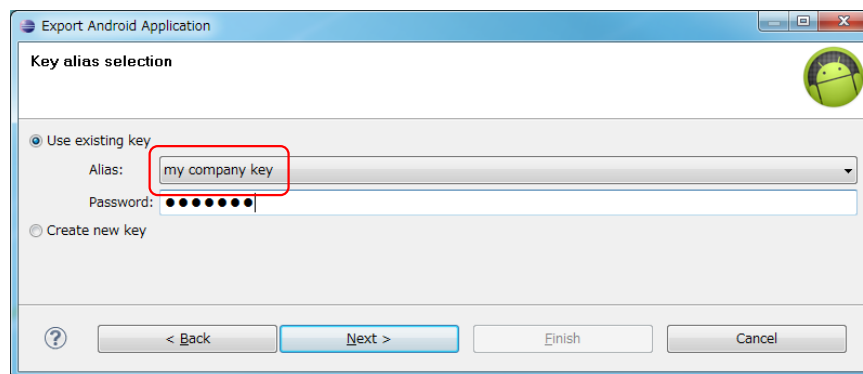 Export Android Application
Key alias selection
Use existing key
Alias: my company key
Password: ●●●●●●●
Create new key
? < Back Next > Finish Cancel